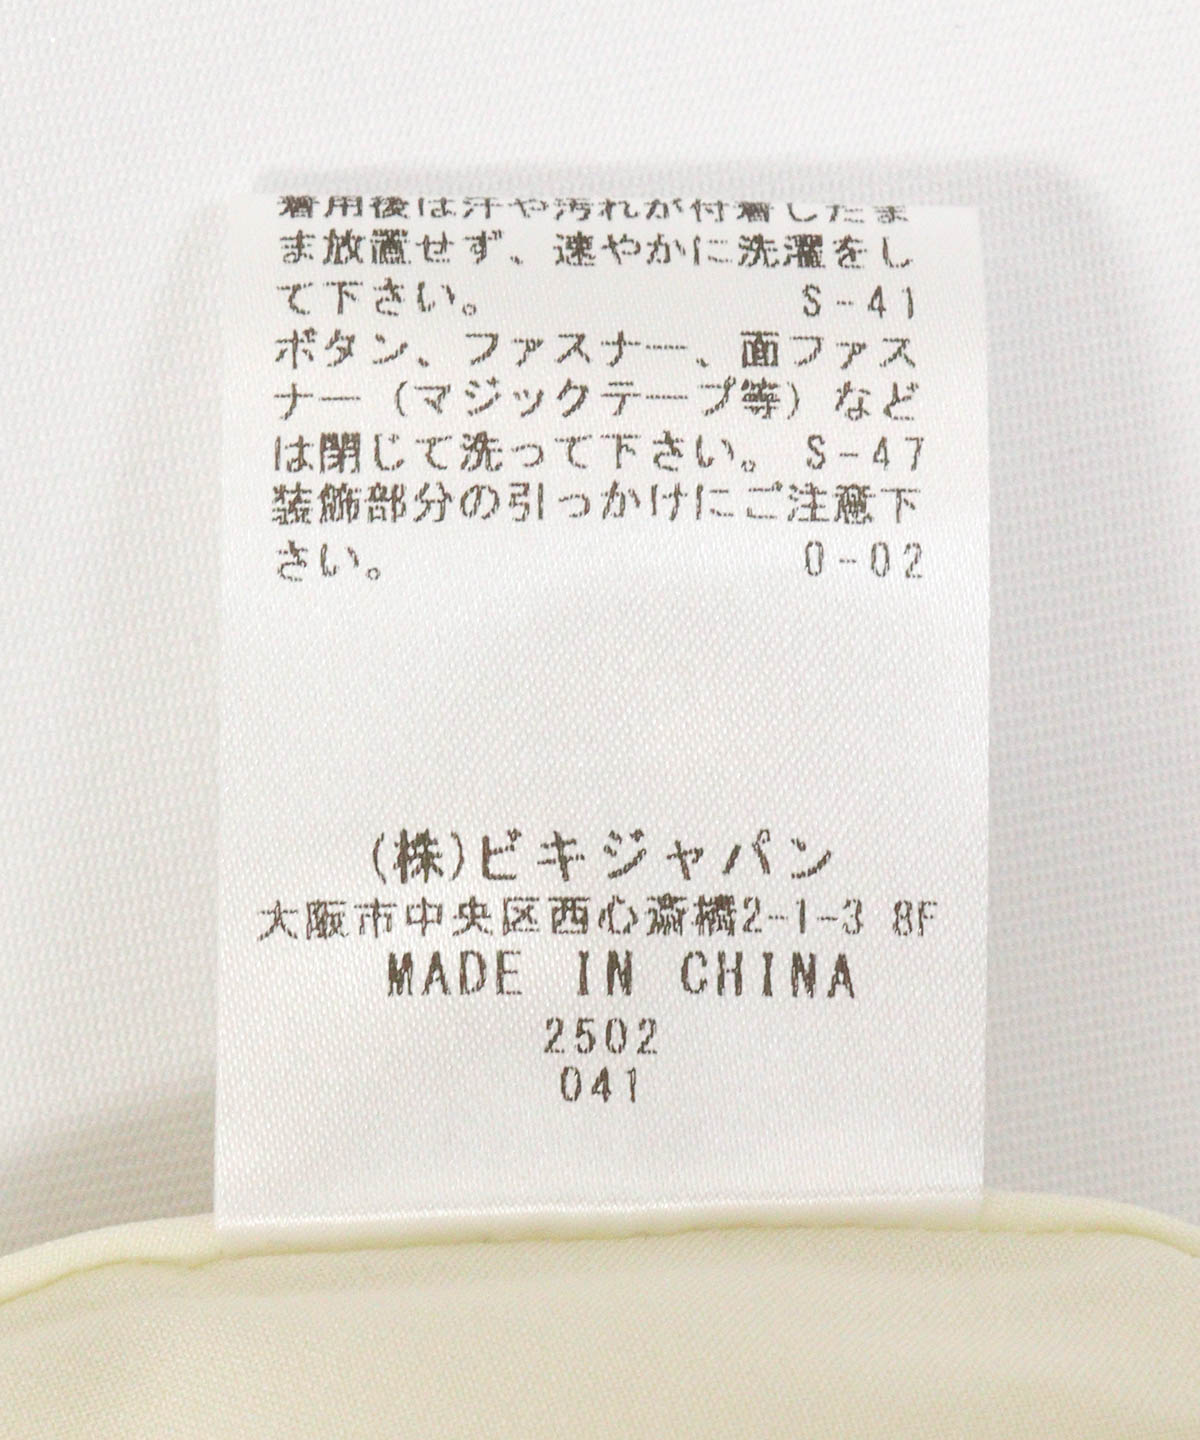 着用後は汗や汚れが付着したま
ま放置せず、速やかに洗濯をし
て下さい。 S-41
ボタン、ファスナー、面ファス
ナー（マジックテープ等）など
は閉じて洗って下さい。S-47
装飾部分の引っかけにご注意下
さい。 O-02
(株)ビキジャパン
大阪市中央区西心斎橋2-1-3 8F
MADE IN CHINA
2502
041